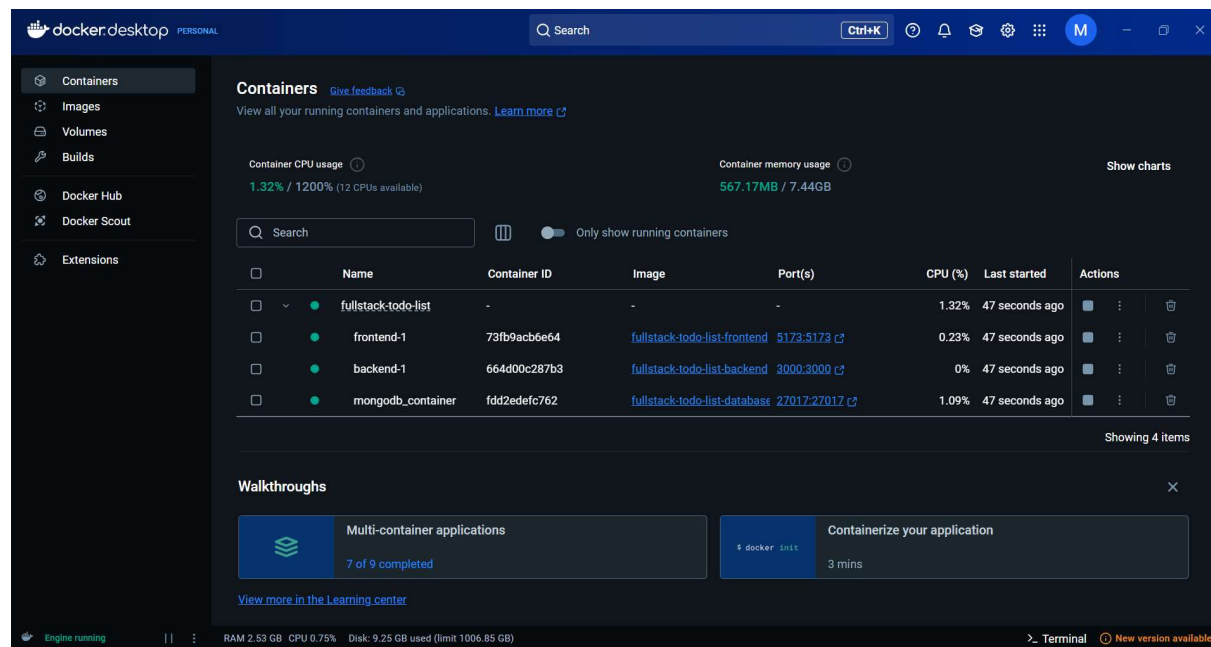 docker.desktop PERSONAL Search Ctrl+K M
Containers
Images
Volumes
Builds
Docker Hub
Docker Scout
Extensions
Containers Give feedback
View all your running containers and applications. Learn more
Container CPU usage
1.32% / 1200% (12 CPUs available)
Container memory usage
567.17MB / 7.44GB
Show charts
Search
Only show running containers
Name Container ID Image Port(s) CPU (%) Last started Actions
fullstack-todo-list - - - 1.32% 47 seconds ago
frontend-1 73fb9acb6e64 fullstack-todo-list-frontend 5173:5173 0.23% 47 seconds ago
backend-1 664d00c287b3 fullstack-todo-list-backend 3000:3000 0% 47 seconds ago
mongodb_container fdd2edefc762 fullstack-todo-list-database 27017:27017 1.09% 47 seconds ago
Showing 4 items
Walkthroughs
Multi-container applications
7 of 9 completed
$ docker init
Containerize your application
3 mins
View more in the Learning center
Engine running RAM 2.53 GB CPU 0.75% Disk: 9.25 GB used (limit 1006.85 GB) >_ Terminal New version available